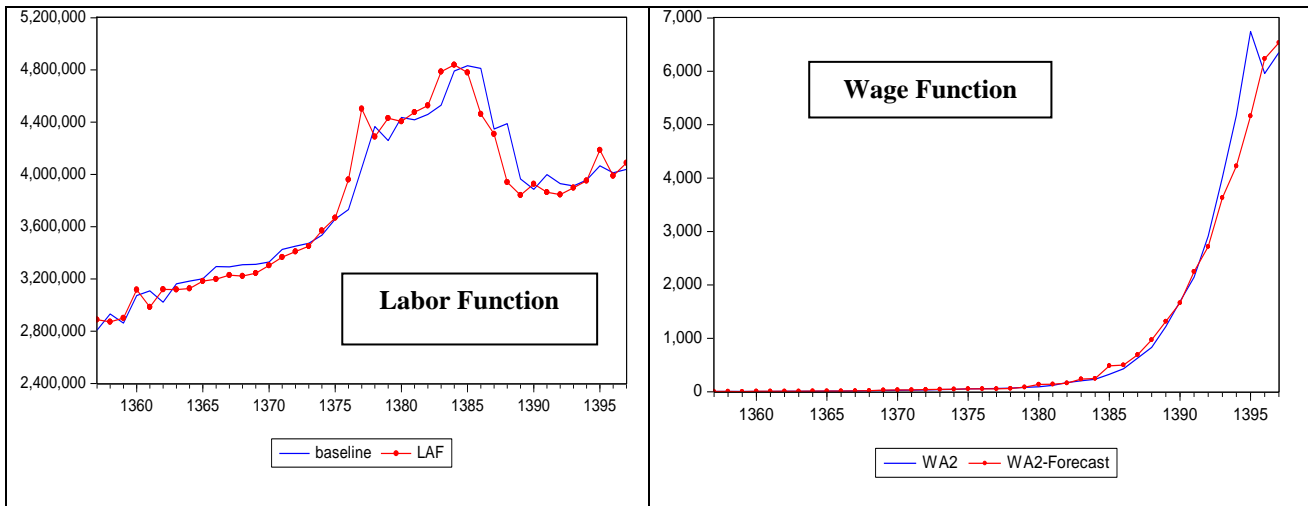 5,200,000
4,800,000
4,400,000
4,000,000
3,600,000
3,200,000
2,800,000
2,400,000
Labor Function
1360 1365 1370 1375 1380 1385 1390 1395
baseline LAF
7,000
6,000
5,000
4,000
3,000
2,000
1,000
0
Wage Function
1360 1365 1370 1375 1380 1385 1390 1395
WA2 WA2-Forecast